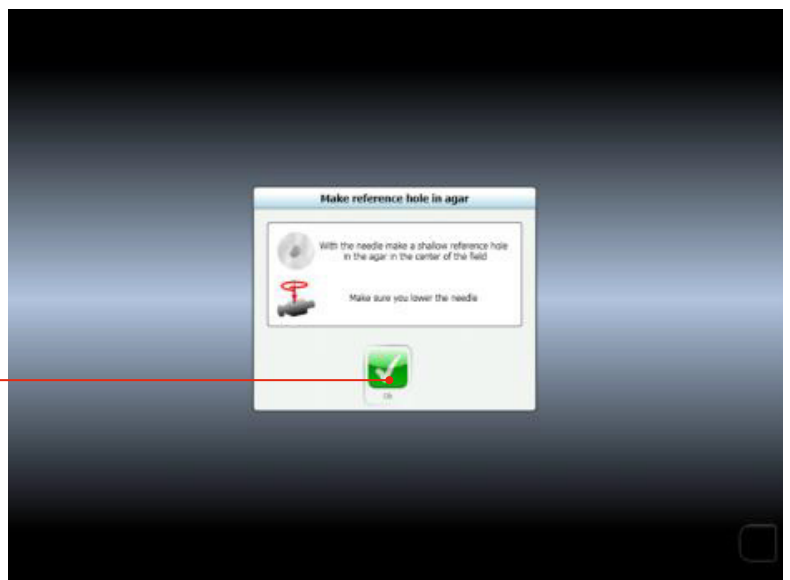 Make reference hole in agar
With the needle make a shallow reference hole
in the agar in the center of the field
Make sure you lower the needle
Ok